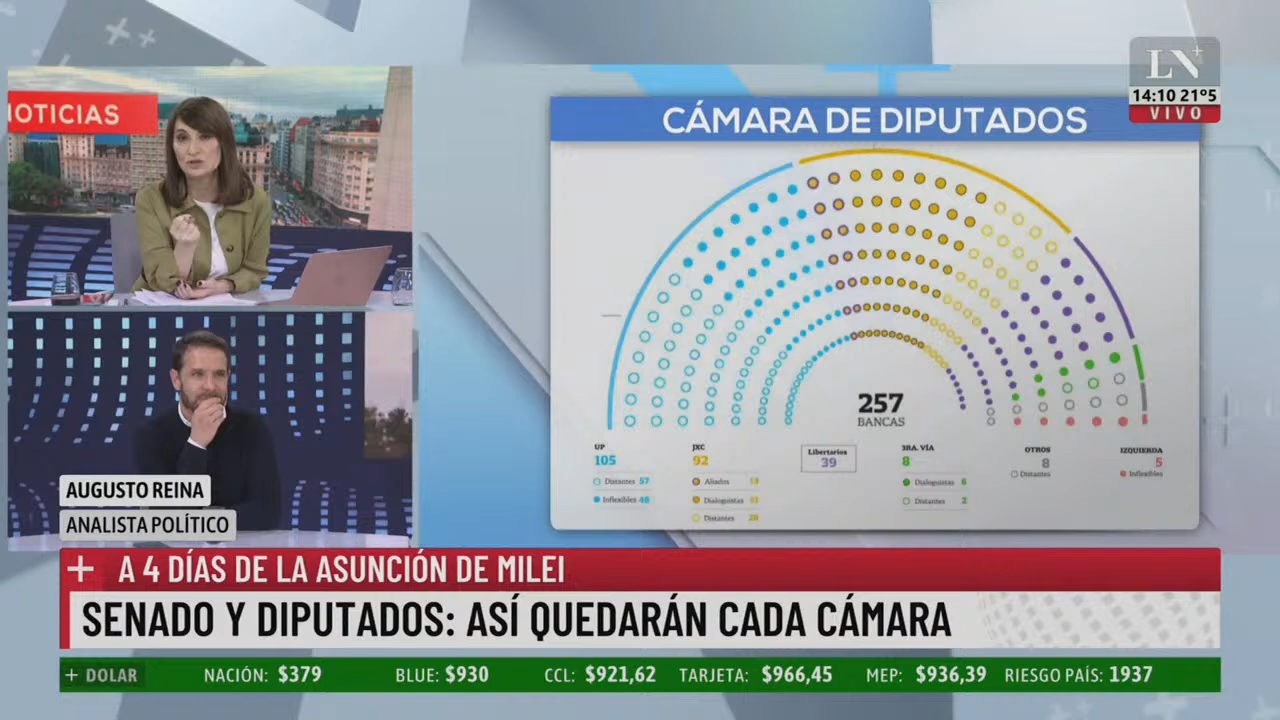 NOTICIAS
CÁMARA DE DIPUTADOS
LN+
14:10 21°5
VIVO
257
BANCAS
UP
105
Distantes 57
Inflexibles 48
JXC
92
Aliados 13
Dialoguistas
Distantes
Libertarios
39
3RA. VÍA
8
Dialoguistas 6
Distantes 2
OTROS
8
Distantes
IZQUIERDA
5
Inflexibles
AUGUSTO REINA
ANALISTA POLÍTICO
+ A 4 DÍAS DE LA ASUNCIÓN DE MILEI
SENADO Y DIPUTADOS: ASÍ QUEDARÁN CADA CÁMARA
+ DOLAR NACIÓN: $379 BLUE: $930 CCL: $921,62 TARJETA: $966,45 MEP: $936,39 RIESGO PAÍS: 1937